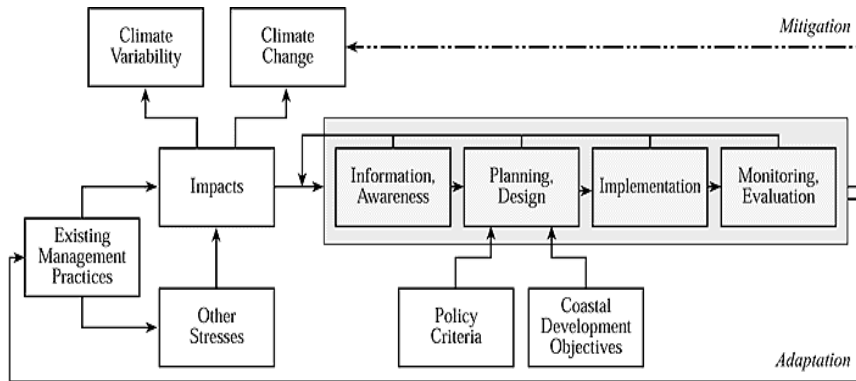 Climate
Variability
Climate
Change
Mitigation
Impacts
Information,
Awareness
Planning,
Design
Implementation
Monitoring,
Evaluation
Existing
Management
Practices
Other
Stresses
Policy
Criteria
Coastal
Development
Objectives
Adaptation